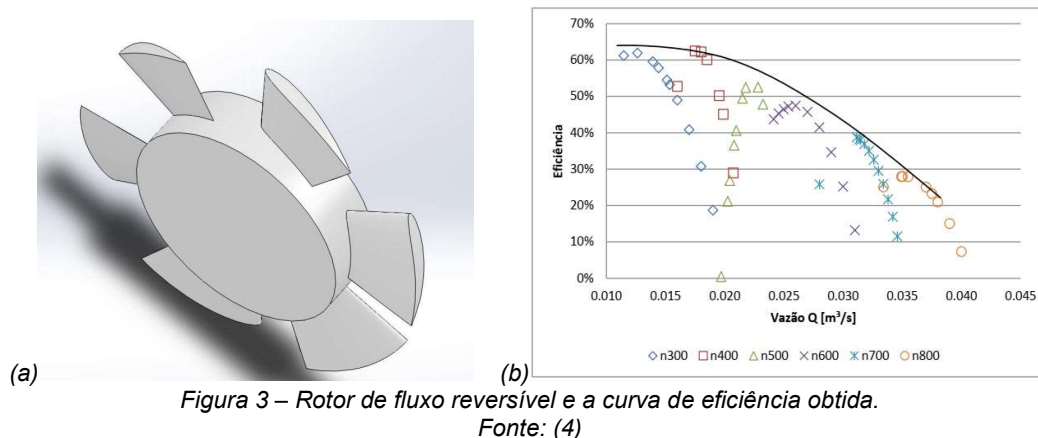 70%
60%
50%
40%
30%
20%
10%
0%
Eficiência
0.010 0.015 0.020 0.025 0.030 0.035 0.040 0.045
Vazão Q [m³/s]
n300 n400 n500 n600 n700 n800
(a) (b)
Figura 3 – Rotor de fluxo reversível e a curva de eficiência obtida.
Fonte: (4)